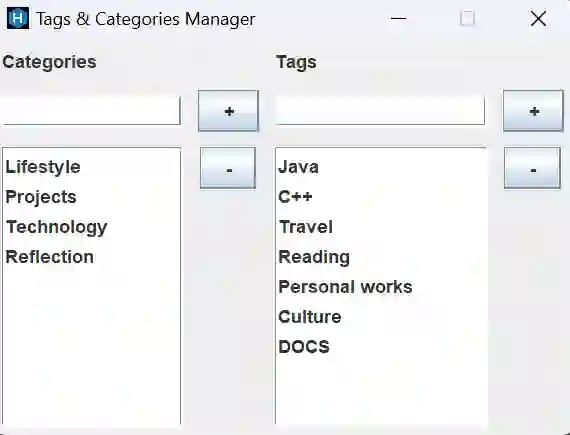 H Tags & Categories Manager
Categories
+
Lifestyle
Projects
Technology
Reflection
-
Tags
+
Java
C++
Travel
Reading
Personal works
Culture
DOCS
-